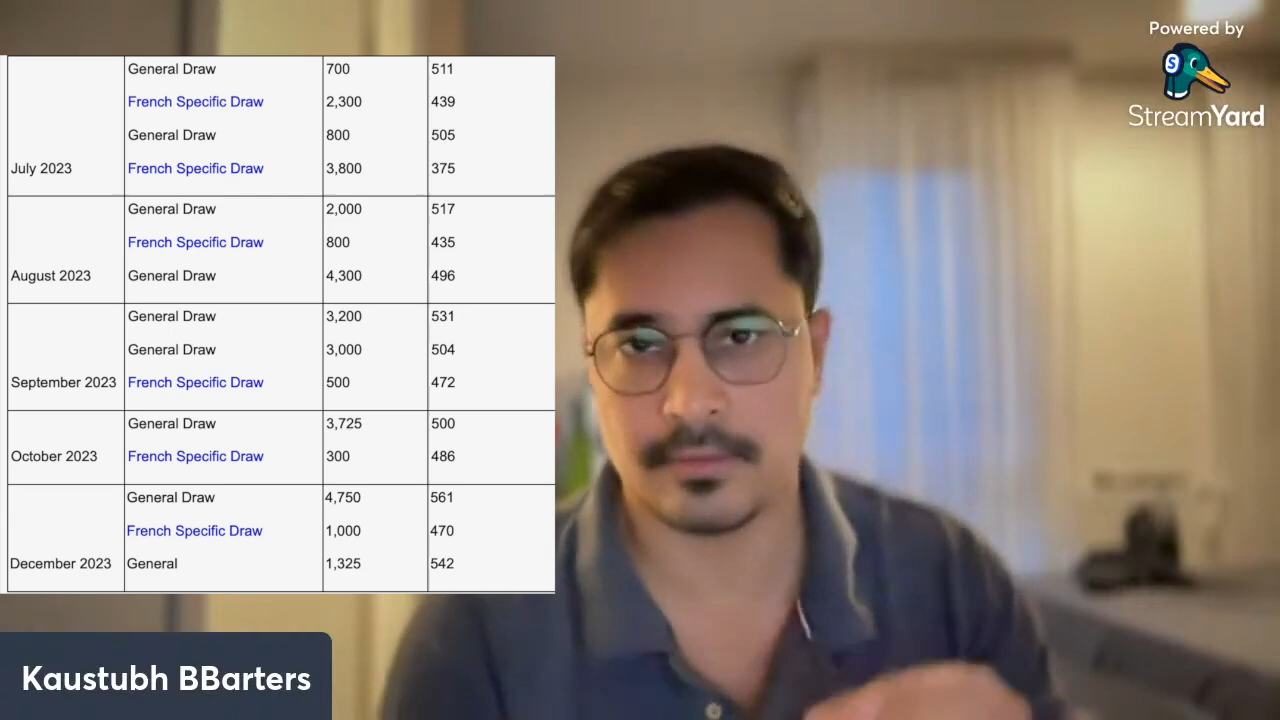 Powered by
S
StreamYard
General Draw 700 511
French Specific Draw 2,300 439
General Draw 800 505
July 2023 French Specific Draw 3,800 375
General Draw 2,000 517
French Specific Draw 800 435
August 2023 General Draw 4,300 496
General Draw 3,200 531
General Draw 3,000 504
September 2023 French Specific Draw 500 472
General Draw 3,725 500
October 2023 French Specific Draw 300 486
General Draw 4,750 561
French Specific Draw 1,000 470
December 2023 General 1,325 542
Kaustubh BBarters